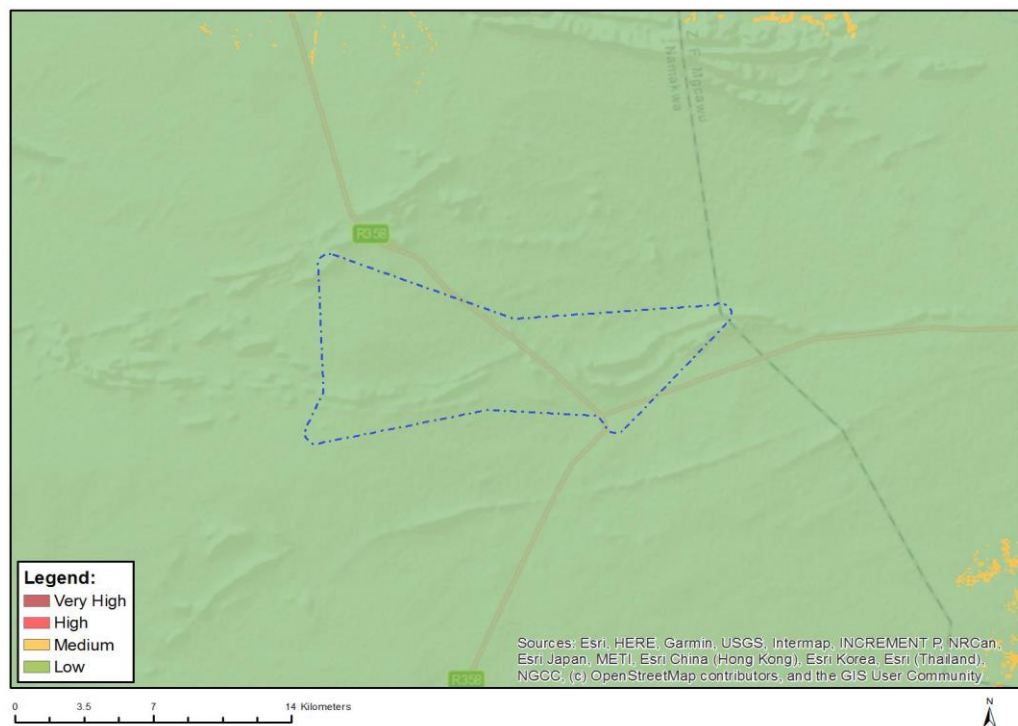 Z. F. Mgcawu
Namakwa
R358
Legend:
Very High
High
Medium
Low
Sources: Esri, HERE, Garmin, USGS, Intermap, INCREMENT P, NRCan,
Esri Japan, METI, Esri China (Hong Kong), Esri Korea, Esri (Thailand),
NGCC, (c) OpenStreetMap contributors, and the GIS User Community
R358
0 3.5 7 14 Kilometers
N